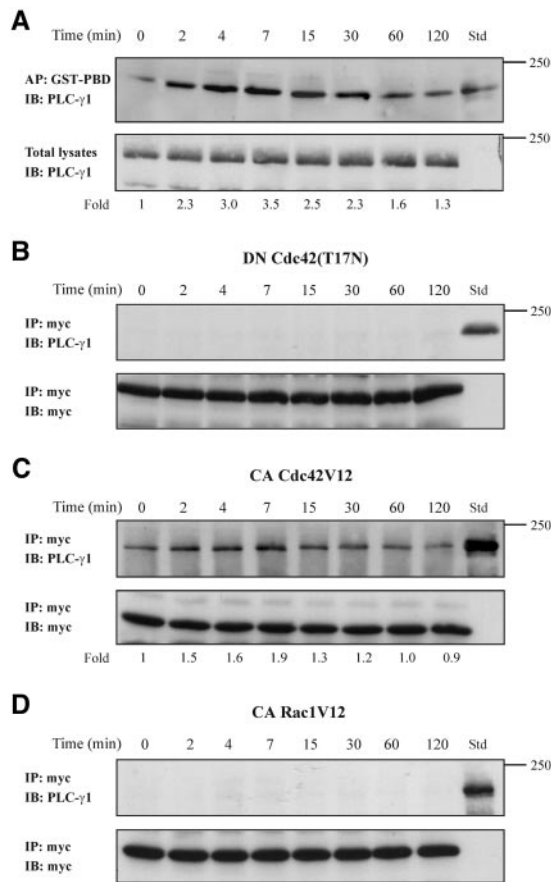 A
Time (min) 0 2 4 7 15 30 60 120 Std
250
AP: GST-PBD
IB: PLC-γ1
250
Total lysates
IB: PLC-γ1
Fold 1 2.3 3.0 3.5 2.5 2.3 1.6 1.3
B
DN Cdc42(T17N)
Time (min) 0 2 4 7 15 30 60 120 Std
250
IP: myc
IB: PLC-γ1
IP: myc
IB: myc
C
CA Cdc42V12
Time (min) 0 2 4 7 15 30 60 120 Std
250
IP: myc
IB: PLC-γ1
IP: myc
IB: myc
Fold 1 1.5 1.6 1.9 1.3 1.2 1.0 0.9
D
CA Rac1V12
Time (min) 0 2 4 7 15 30 60 120 Std
250
IP: myc
IB: PLC-γ1
IP: myc
IB: myc